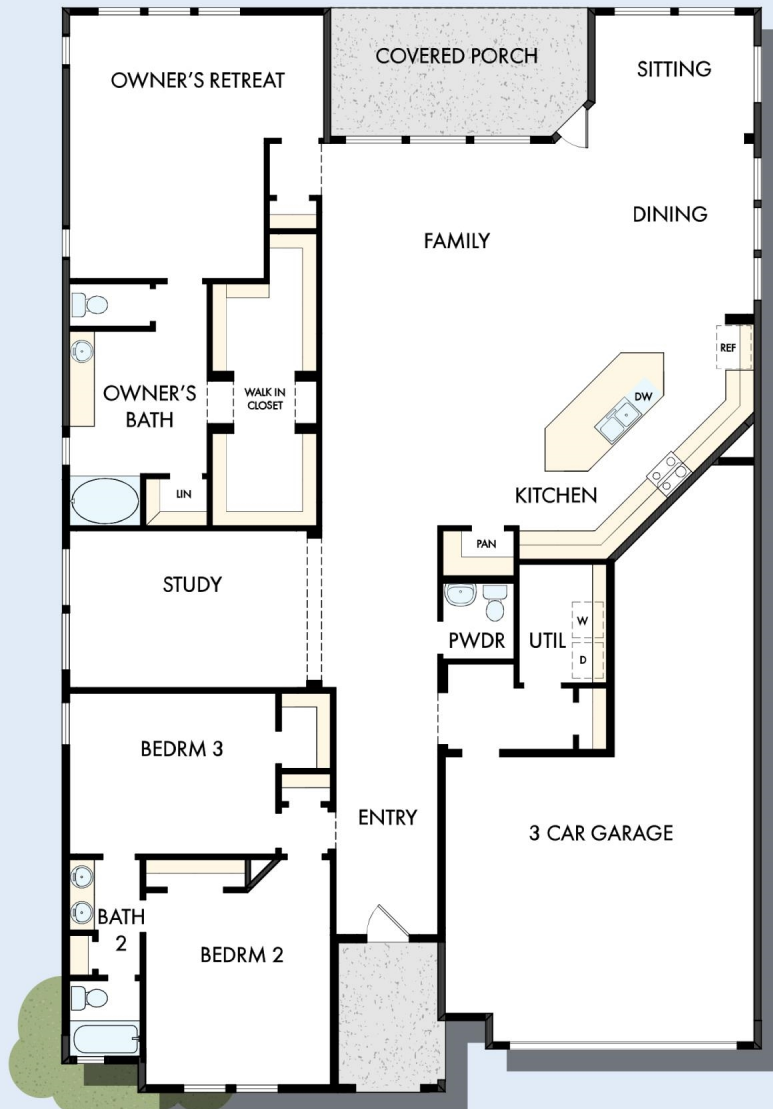 COVERED PORCH
OWNER'S RETREAT
SITTING
DINING
FAMILY
REF
DW
OWNER'S
BATH
WALK IN
CLOSET
LIN
KITCHEN
PAN
STUDY
PWDR
UTIL
W
D
BEDRM 3
ENTRY
3 CAR GARAGE
BATH
2
BEDRM 2